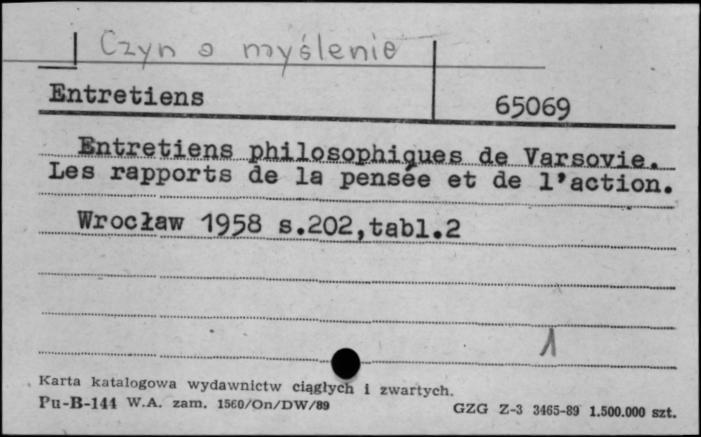 Czyn a myślenie
Entretiens
65069
Entretiens philosophiques de Varsovie.
Les rapports de la pensée et de l'action.
Wrocław 1958 s.202,tabl.2
1
Karta katalogowa wydawnictw ciągłych i zwartych.
Pu-B-144 W.A. zam. 1560/On/DW/89
GZG Z-3 3465-89 1.500.000 szt.